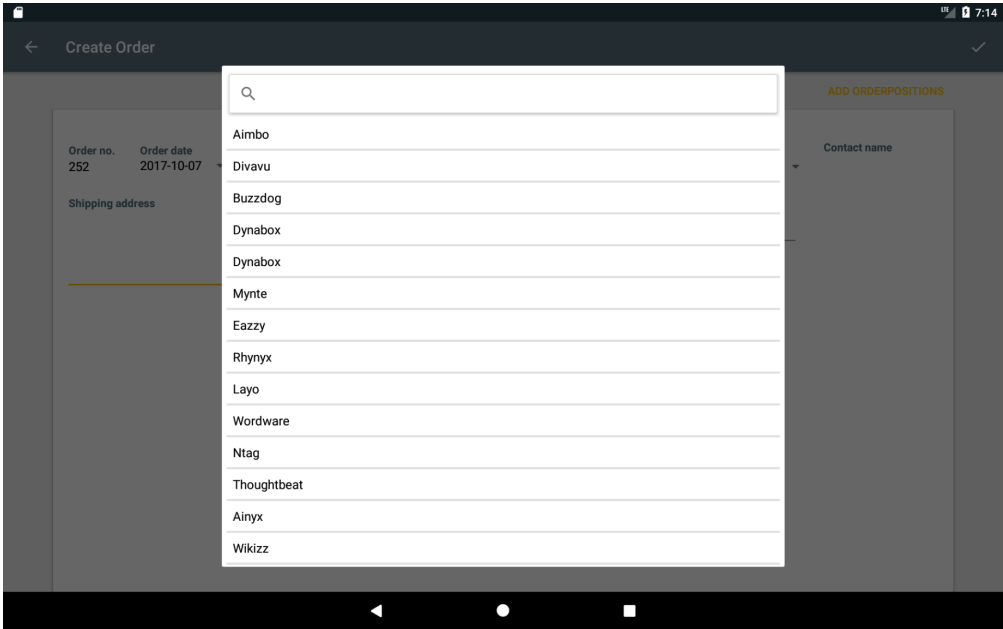 LTE 7:14
Create Order
ADD ORDERPOSITIONS
Order no. Order date Contact name
252 2017-10-07
Shipping address
Aimbo
Divavu
Buzzdog
Dynabox
Dynabox
Mynte
Eazzy
Rhynyx
Layo
Wordware
Ntag
Thoughtbeat
Ainyx
Wikizz